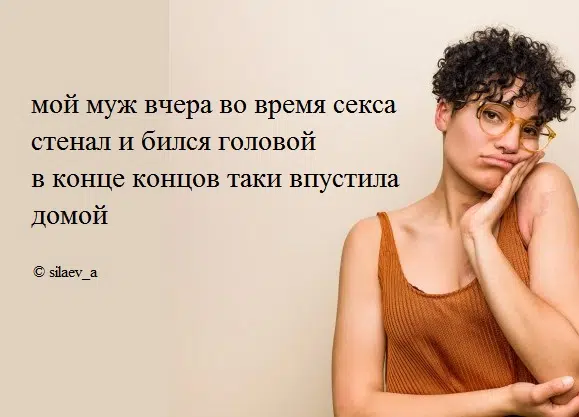 мой муж вчера во время секса
стенал и бился головой
в конце концов таки впустила
домой
© silaev_a